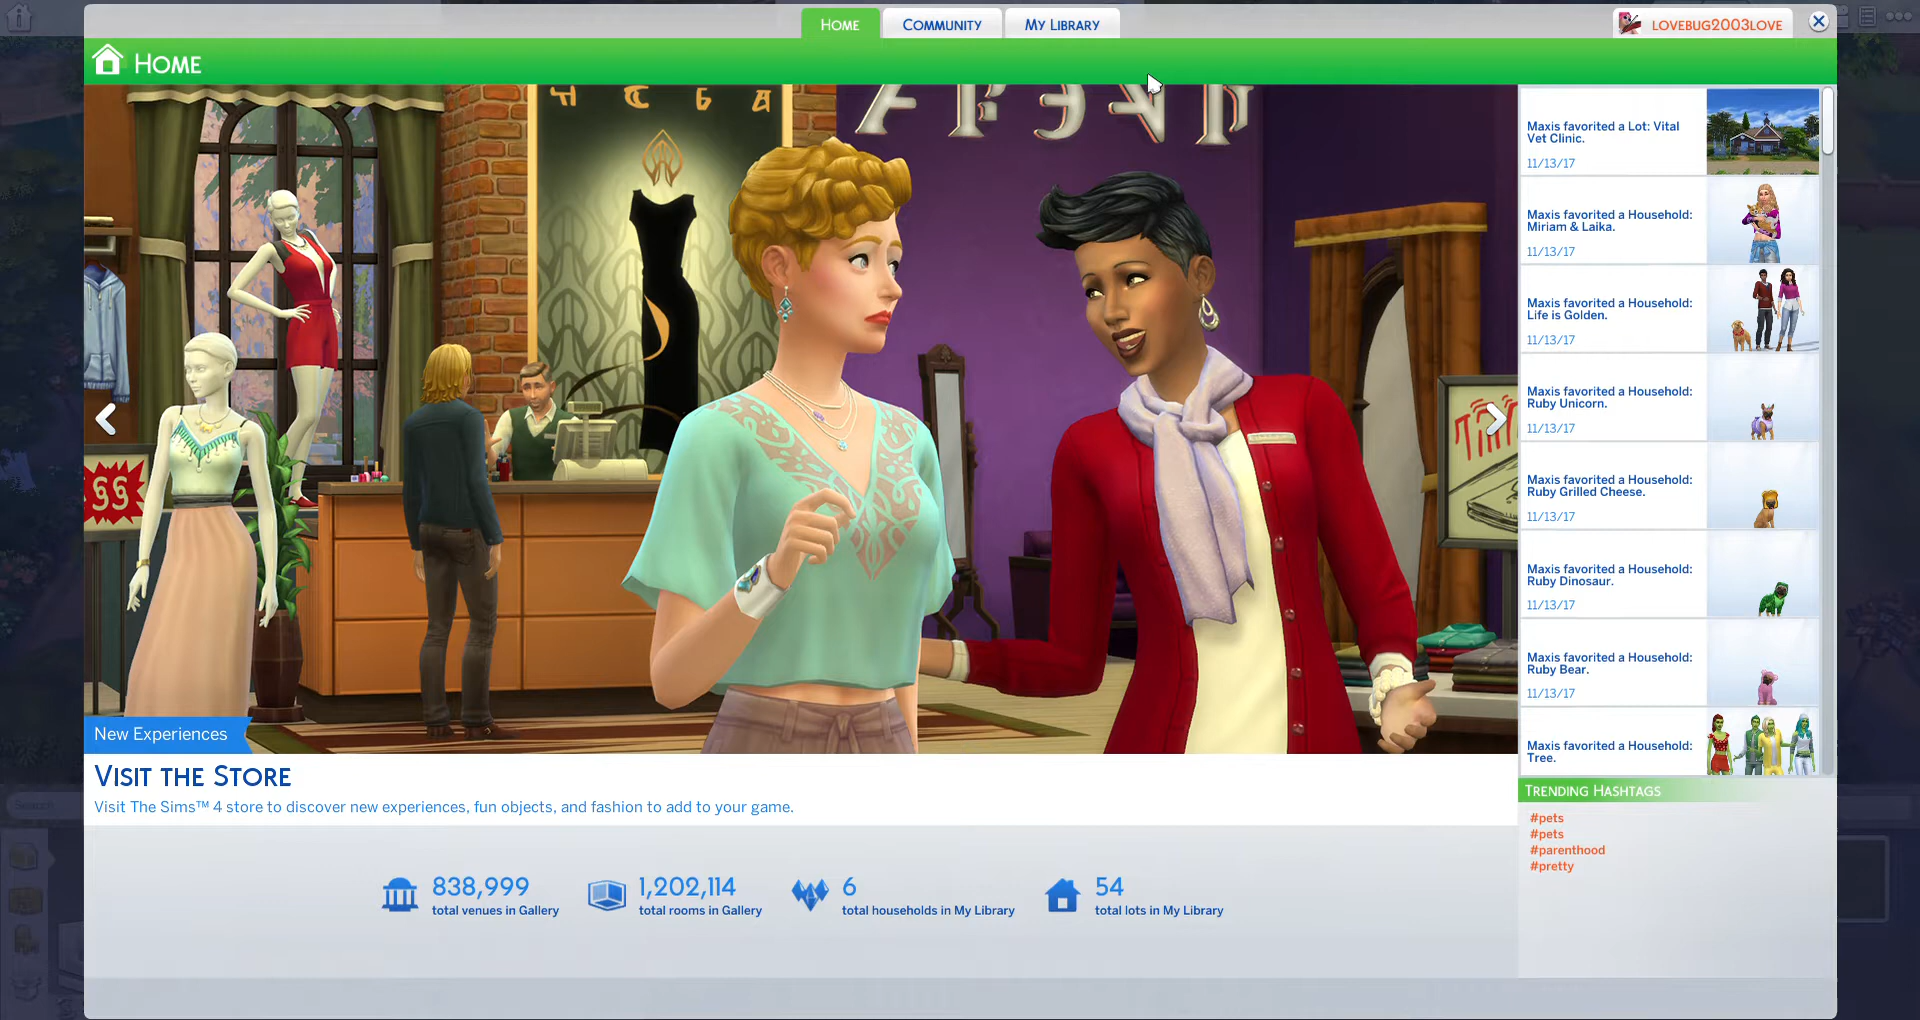 HOME
COMMUNITY
MY LIBRARY
LOVEBUG2003LOVE
HOME
§§
New Experiences
VISIT THE STORE
Visit The Sims™ 4 store to discover new experiences, fun objects, and fashion to add to your game.
838,999
total venues in Gallery
1,202,114
total rooms in Gallery
6
total households in My Library
54
total lots in My Library
Maxis favorited a Lot: Vital
Vet Clinic.
11/13/17
Maxis favorited a Household:
Miriam & Laika.
11/13/17
Maxis favorited a Household:
Life is Golden.
11/13/17
Maxis favorited a Household:
Ruby Unicorn.
11/13/17
Maxis favorited a Household:
Ruby Grilled Cheese.
11/13/17
Maxis favorited a Household:
Ruby Dinosaur.
11/13/17
Maxis favorited a Household:
Ruby Bear.
11/13/17
Maxis favorited a Household:
Tree.
TRENDING HASHTAGS
#pets
#pets
#parenthood
#pretty
Search